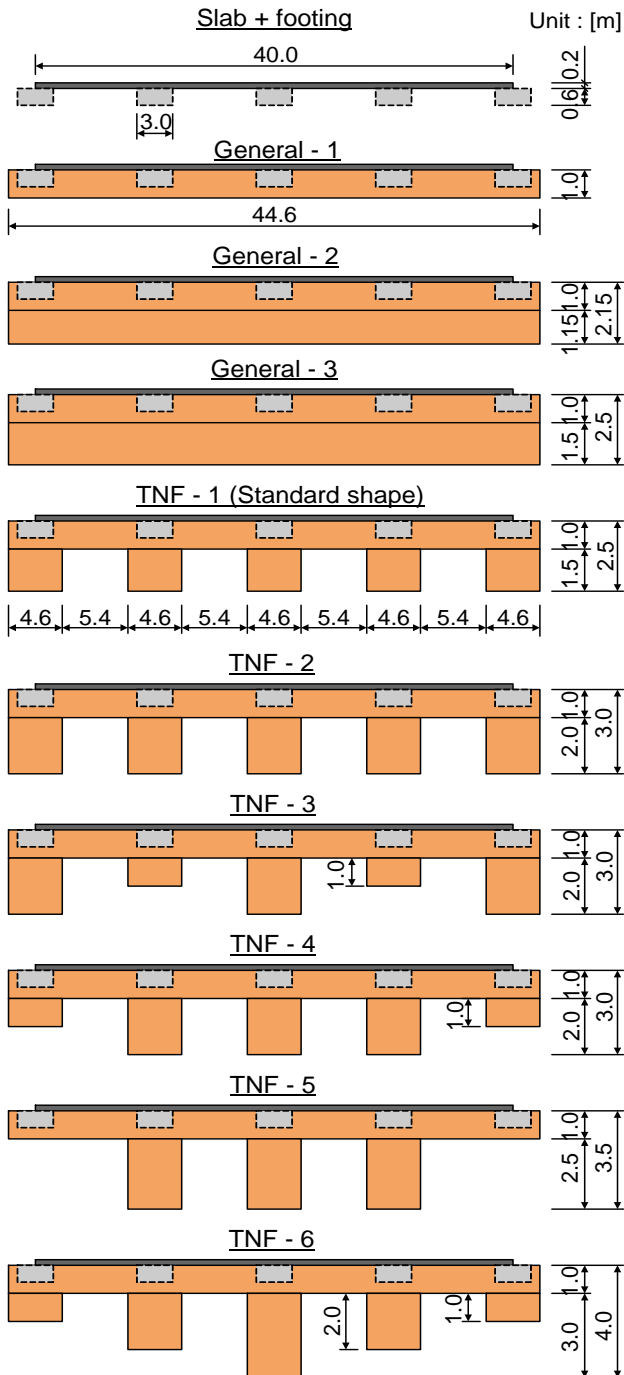 Slab + footing
Unit : [m]
40.0
0.2
0.6
3.0
General - 1
1.0
44.6
General - 2
1.0
1.15
2.15
General - 3
1.0
1.5
2.5
TNF - 1 (Standard shape)
1.0
1.5
2.5
4.6 5.4 4.6 5.4 4.6 5.4 4.6 5.4 4.6
TNF - 2
1.0
2.0
3.0
TNF - 3
1.0
1.0
2.0
3.0
TNF - 4
1.0
1.0
2.0
3.0
TNF - 5
1.0
2.5
3.5
TNF - 6
1.0
2.0
1.0
3.0
4.0